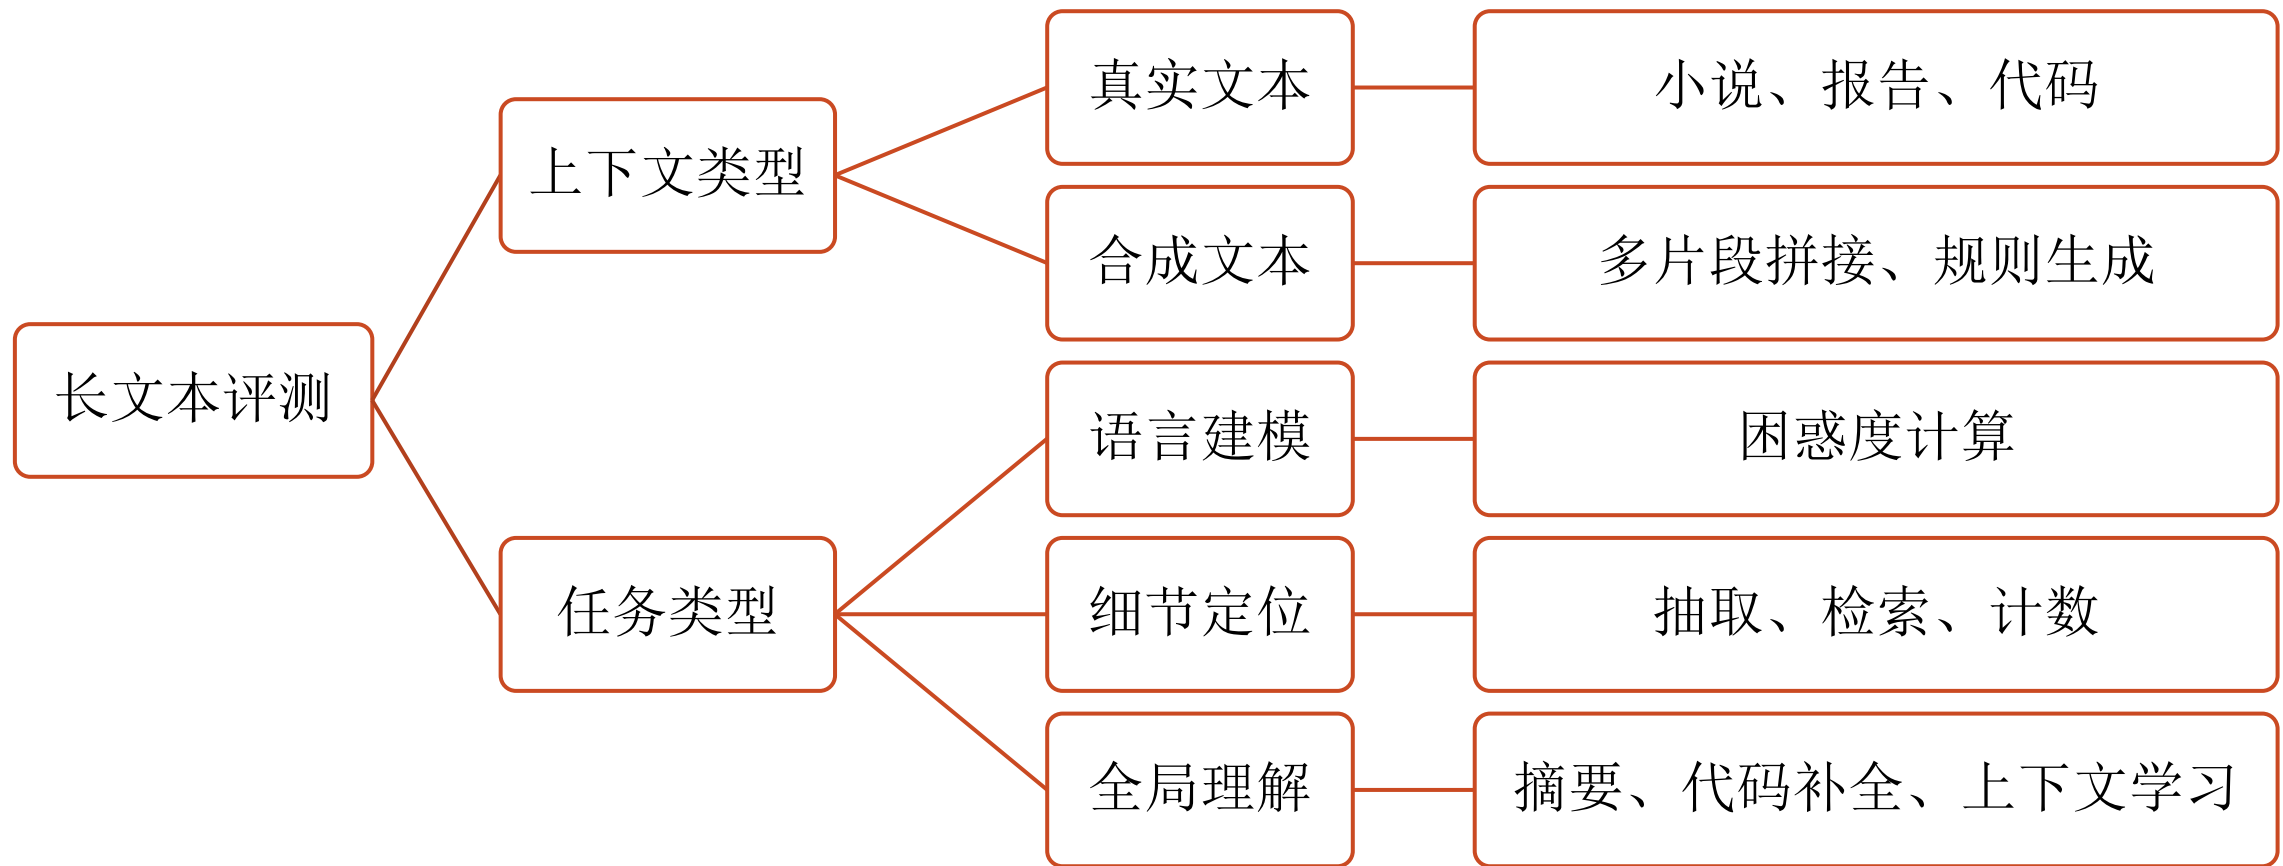 长文本评测
上下文类型
真实文本
小说、报告、代码
合成文本
多片段拼接、规则生成
任务类型
语言建模
困惑度计算
细节定位
抽取、检索、计数
全局理解
摘要、代码补全、上下文学习